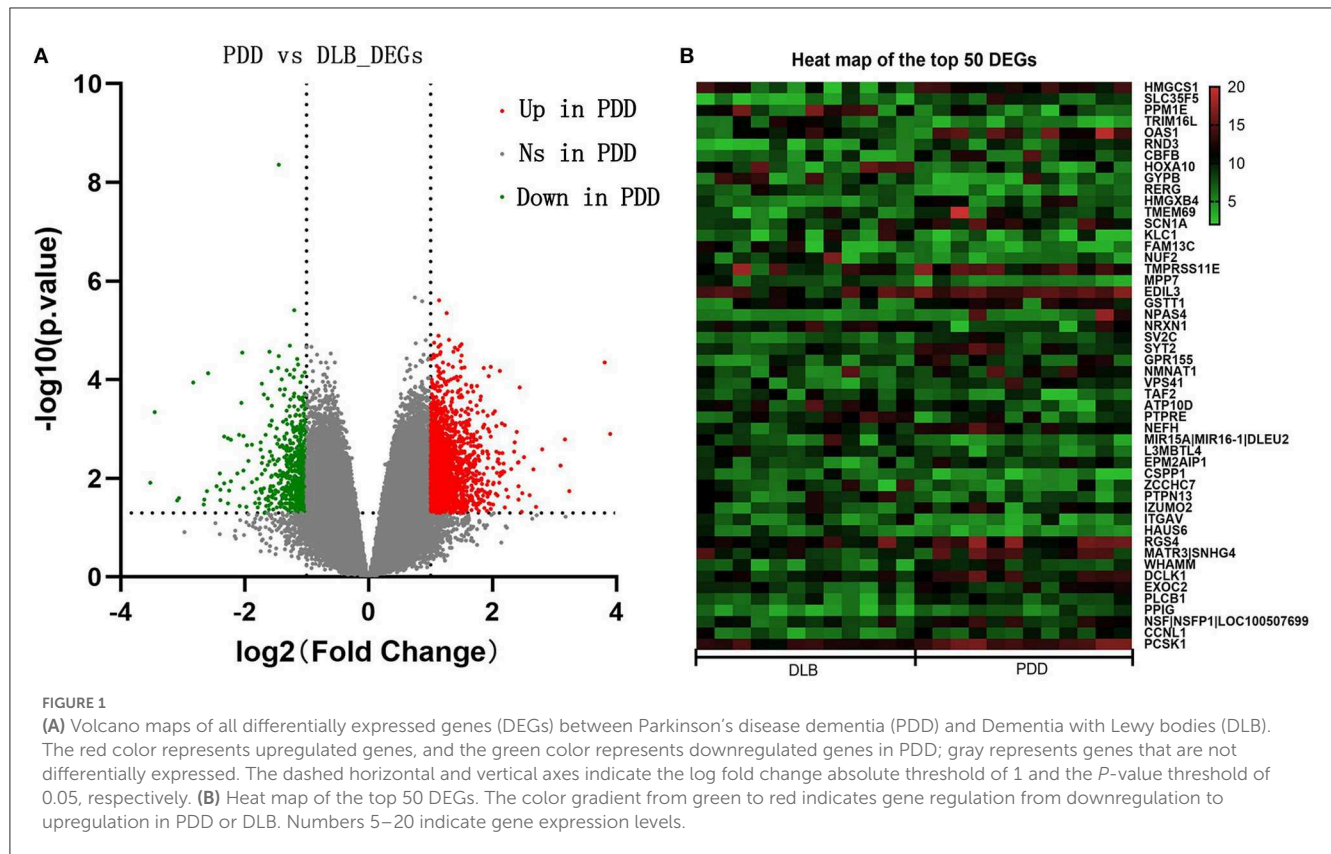 A
PDD vs DLB_DEGs
10
8
6
4
2
0
-4
-2
0
2
4
-log10(p.value)
log2(Fold Change)
Up in PDD
Ns in PDD
Down in PDD
B
Heat map of the top 50 DEGs
HMGCS1
SLC35F5
PPM1E
TRIM16L
OAS1
RND3
CBFB
HOXA10
GYPB
RERG
HMGXB4
TMEM69
SCN1A
KLC1
FAM13C
NUF2
TMPRSS11E
MPP7
EDIL3
GSTT1
NPAS4
NRXN1
SV2C
SYT2
GPR155
NMNAT1
VPS41
TAF2
ATP10D
PTPRE
NEFH
MIR15A|MIR16-1|DLEU2
L3MBTL4
EPM2AIP1
CSPP1
ZCCHC7
PTPN13
IZUMO2
ITGAV
HAUS6
RGS4
MATR3|SNHG4
WHAMM
DCLK1
EXOC2
PLCB1
PPIG
NSF|NSFP1|LOC100507699
CCNL1
PCSK1
20
15
10
5
DLB
PDD
FIGURE 1
(A) Volcano maps of all differentially expressed genes (DEGs) between Parkinson's disease dementia (PDD) and Dementia with Lewy bodies (DLB).
The red color represents upregulated genes, and the green color represents downregulated genes in PDD; gray represents genes that are not
differentially expressed. The dashed horizontal and vertical axes indicate the log fold change absolute threshold of 1 and the P-value threshold of
0.05, respectively. (B) Heat map of the top 50 DEGs. The color gradient from green to red indicates gene regulation from downregulation to
upregulation in PDD or DLB. Numbers 5–20 indicate gene expression levels.